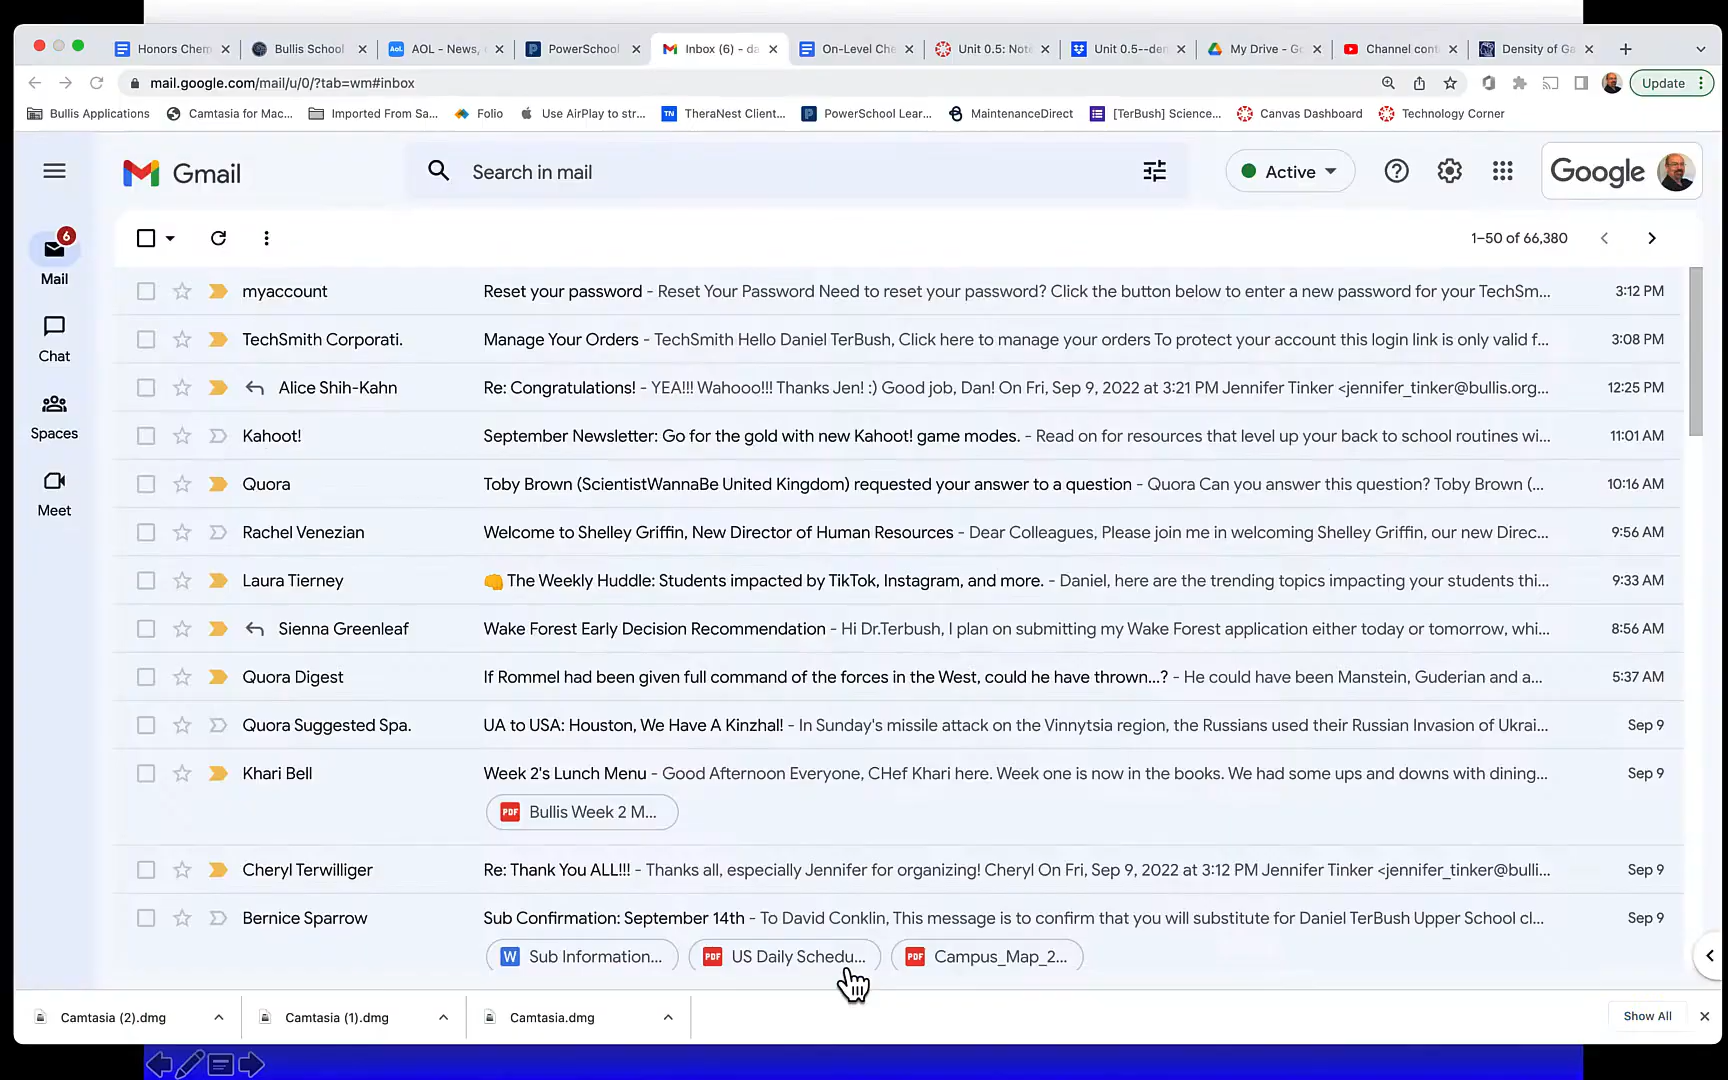 Honors Chem
Bullis School
AOL - News,
PowerSchool
Inbox (6) - da
On-Level Che
Unit 0.5: Note
Unit 0.5--den
My Drive - Go
Channel cont
Density of Ga
mail.google.com/mail/u/0/?tab=wm#inbox
Update
Bullis Applications
Camtasia for Mac...
Imported From Sa...
Folio
Use AirPlay to str...
TN TheraNest Client...
PowerSchool Lear...
MaintenanceDirect
[TerBush] Science...
Canvas Dashboard
Technology Corner
Gmail
Search in mail
Active
Google
6
Mail
Chat
Spaces
Meet
1–50 of 66,380
myaccount Reset your password - Reset Your Password Need to reset your password? Click the button below to enter a new password for your TechSm... 3:12 PM
TechSmith Corporati. Manage Your Orders - TechSmith Hello Daniel TerBush, Click here to manage your orders To protect your account this login link is only valid f... 3:08 PM
Alice Shih-Kahn Re: Congratulations! - YEA!!! Wahooo!!! Thanks Jen! :) Good job, Dan! On Fri, Sep 9, 2022 at 3:21 PM Jennifer Tinker <jennifer_tinker@bullis.org... 12:25 PM
Kahoot! September Newsletter: Go for the gold with new Kahoot! game modes. - Read on for resources that level up your back to school routines wi... 11:01 AM
Quora Toby Brown (ScientistWannaBe United Kingdom) requested your answer to a question - Quora Can you answer this question? Toby Brown (... 10:16 AM
Rachel Venezian Welcome to Shelley Griffin, New Director of Human Resources - Dear Colleagues, Please join me in welcoming Shelley Griffin, our new Direc... 9:56 AM
Laura Tierney 👊 The Weekly Huddle: Students impacted by TikTok, Instagram, and more. - Daniel, here are the trending topics impacting your students thi... 9:33 AM
Sienna Greenleaf Wake Forest Early Decision Recommendation - Hi Dr.Terbush, I plan on submitting my Wake Forest application either today or tomorrow, whi... 8:56 AM
Quora Digest If Rommel had been given full command of the forces in the West, could he have thrown...? - He could have been Manstein, Guderian and a... 5:37 AM
Quora Suggested Spa. UA to USA: Houston, We Have A Kinzhal! - In Sunday's missile attack on the Vinnytsia region, the Russians used their Russian Invasion of Ukrai... Sep 9
Khari Bell Week 2's Lunch Menu - Good Afternoon Everyone, CHef Khari here. Week one is now in the books. We had some ups and downs with dining... Sep 9
PDF Bullis Week 2 M...
Cheryl Terwilliger Re: Thank You ALL!!! - Thanks all, especially Jennifer for organizing! Cheryl On Fri, Sep 9, 2022 at 3:12 PM Jennifer Tinker <jennifer_tinker@bulli... Sep 9
Bernice Sparrow Sub Confirmation: September 14th - To David Conklin, This message is to confirm that you will substitute for Daniel TerBush Upper School cl... Sep 9
W Sub Information... PDF US Daily Schedu... PDF Campus_Map_2...
Camtasia (2).dmg
Camtasia (1).dmg
Camtasia.dmg
Show All